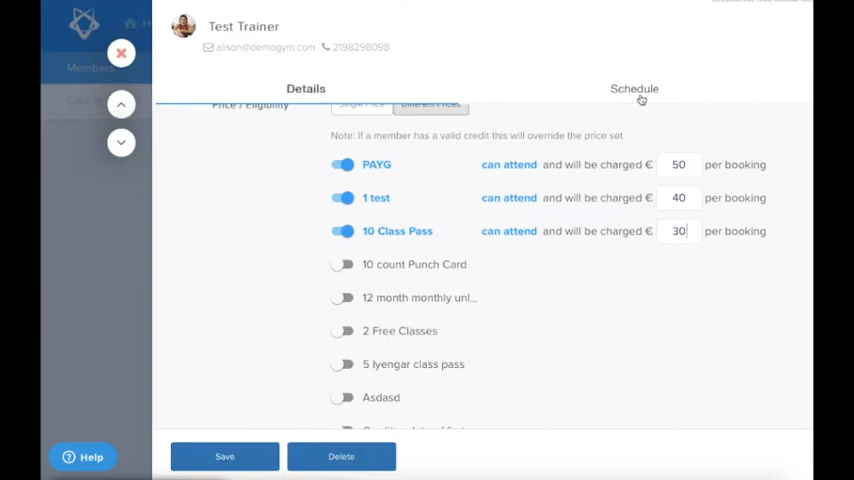 Test Trainer
alison@demogym.com 2198298098
Members
Details
Schedule
Price / Eligibility
Single Price
Different Prices
Note: If a member has a valid credit this will override the price set
PAYG can attend and will be charged € 50 per booking
1 test can attend and will be charged € 40 per booking
10 Class Pass can attend and will be charged € 30 per booking
10 count Punch Card
12 month monthly unl...
2 Free Classes
5 Iyengar class pass
Asdasd
Help
Save
Delete